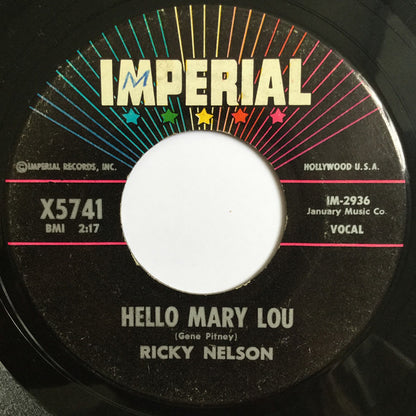 IMPERIAL
M
©IMPERIAL RECORDS, INC.
HOLLYWOOD U.S.A.
X5741
BMI 2:17
IM-2936
January Music Co.
VOCAL
HELLO MARY LOU
(Gene Pitney)
RICKY NELSON